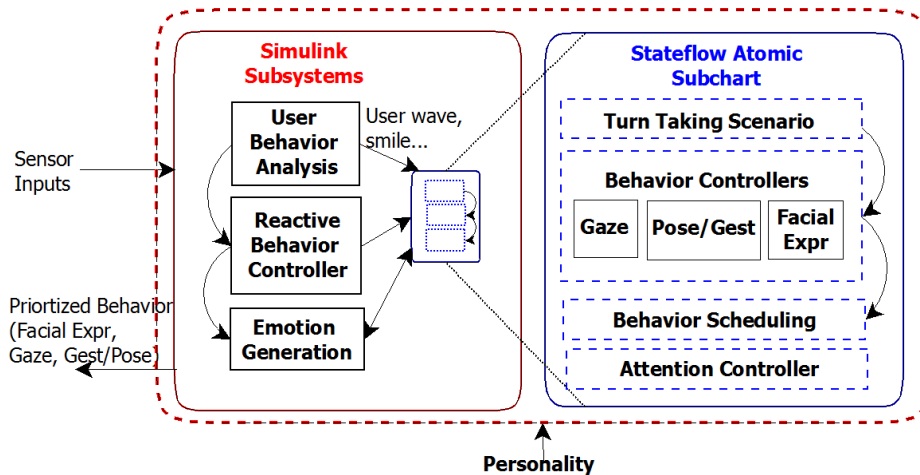 Simulink
Subsystems
User
Behavior
Analysis
User wave,
smile...
Sensor
Inputs
Reactive
Behavior
Controller
Priortized Behavior
(Facial Expr,
Gaze, Gest/Pose)
Emotion
Generation
Stateflow Atomic
Subchart
Turn Taking Scenario
Behavior Controllers
Gaze
Pose/Gest
Facial
Expr
Behavior Scheduling
Attention Controller
Personality